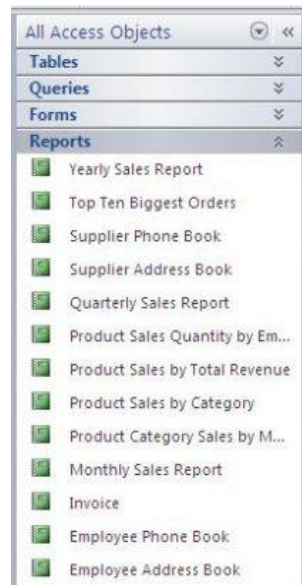 All Access Objects
Tables
Queries
Forms
Reports
Yearly Sales Report
Top Ten Biggest Orders
Supplier Phone Book
Supplier Address Book
Quarterly Sales Report
Product Sales Quantity by Em...
Product Sales by Total Revenue
Product Sales by Category
Product Category Sales by M...
Monthly Sales Report
Invoice
Employee Phone Book
Employee Address Book